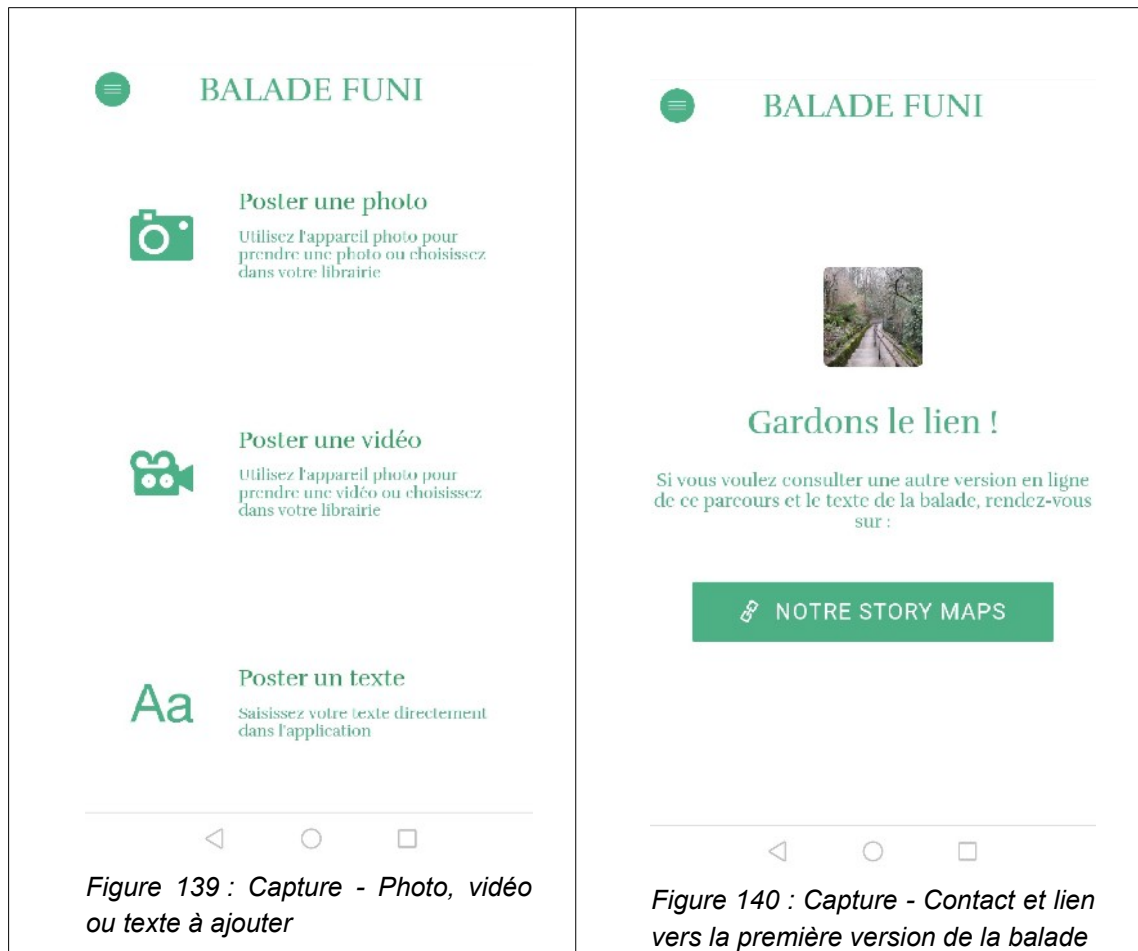 BALADE FUNI
Poster une photo
Utilisez l'appareil photo pour
prendre une photo ou choisissez
dans votre librairie
Poster une vidéo
Utilisez l'appareil photo pour
prendre une vidéo ou choisissez
dans votre librairie
Aa
Poster un texte
Saisissez votre texte directement
dans l'application
Figure 139 : Capture - Photo, vidéo
ou texte à ajouter
BALADE FUNI
Gardons le lien !
Si vous voulez consulter une autre version en ligne
de ce parcours et le texte de la balade, rendez-vous
sur :
NOTRE STORY MAPS
Figure 140 : Capture - Contact et lien
vers la première version de la balade